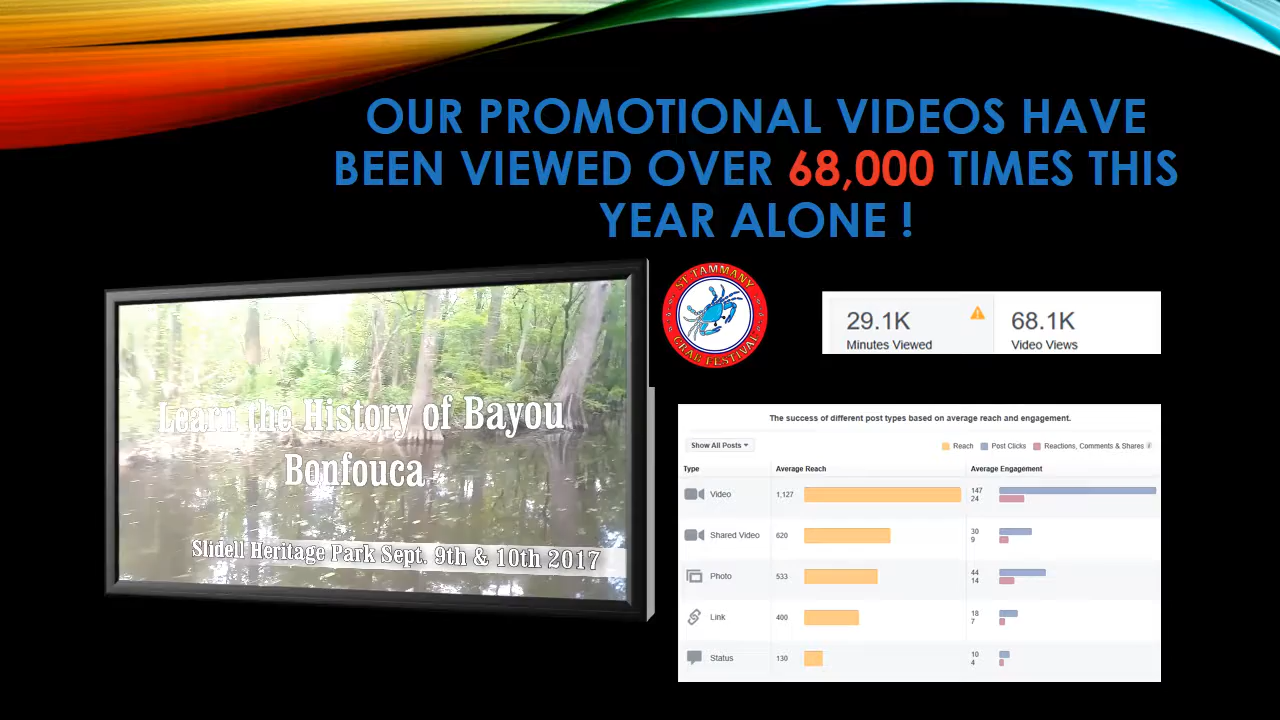 OUR PROMOTIONAL VIDEOS HAVE
BEEN VIEWED OVER 68,000 TIMES THIS
YEAR ALONE !
Learn the History of Bayou
Bonfouca
Slidell Heritage Park Sept. 9th & 10th 2017
ST.TAMMANY
CRAB FESTIVAL
29.1K
Minutes Viewed
68.1K
Video Views
The success of different post types based on average reach and engagement.
Show All Posts
Reach Post Clicks Reactions, Comments & Shares i
Type Average Reach Average Engagement
Video 1,127 147
24
Shared Video 620 30
9
Photo 533 44
14
Link 400 18
7
Status 130 10
4